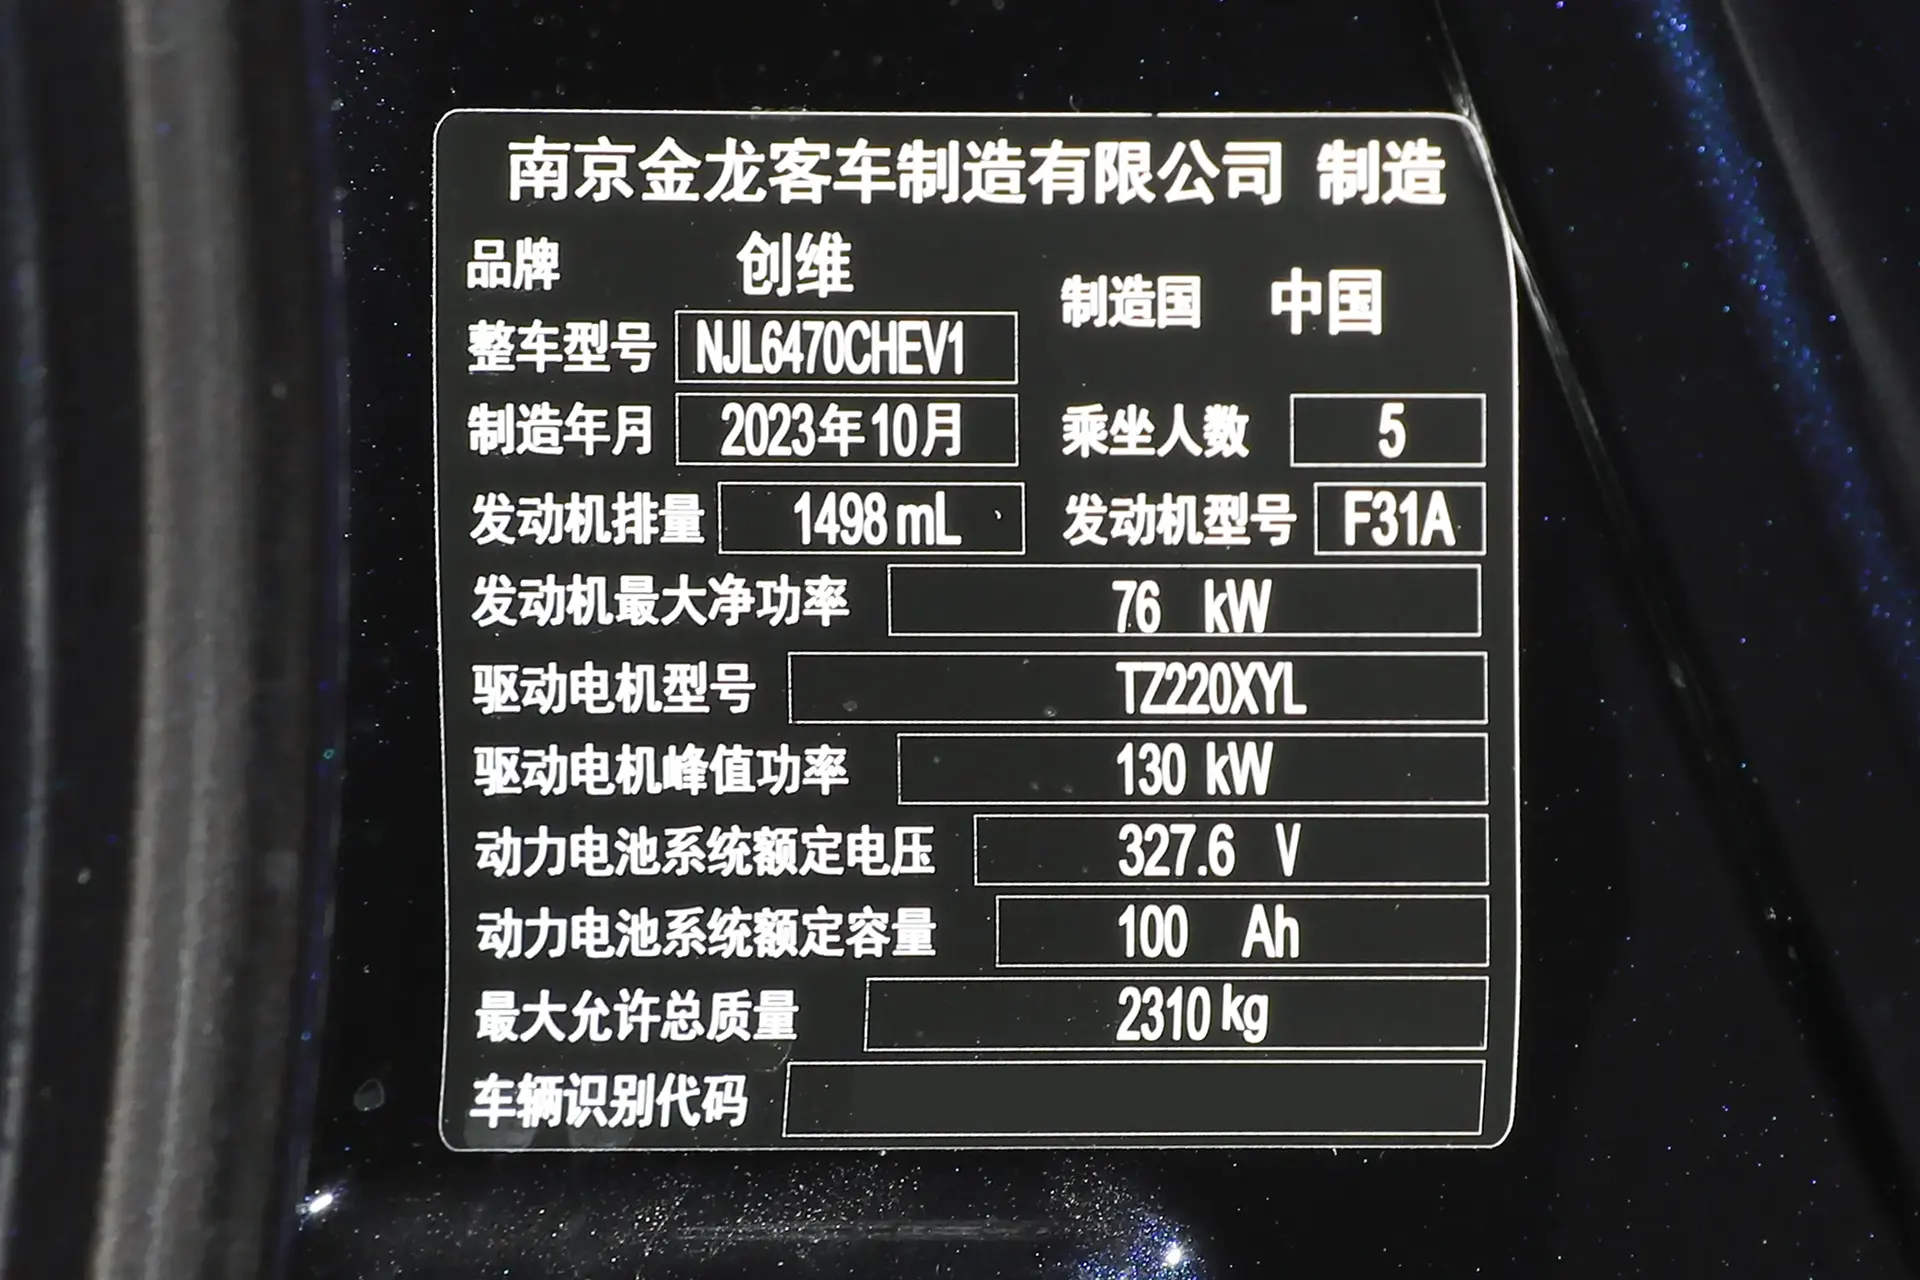 南京金龙客车制造有限公司 制造
品牌 创维
制造国 中国
整车型号 NJL6470CHEV1
制造年月 2023年10月 乘坐人数 5
发动机排量 1498 mL 发动机型号 F31A
发动机最大净功率 76 kW
驱动电机型号 TZ220XYL
驱动电机峰值功率 130 kW
动力电池系统额定电压 327.6 V
动力电池系统额定容量 100 Ah
最大允许总质量 2310 kg
车辆识别代码